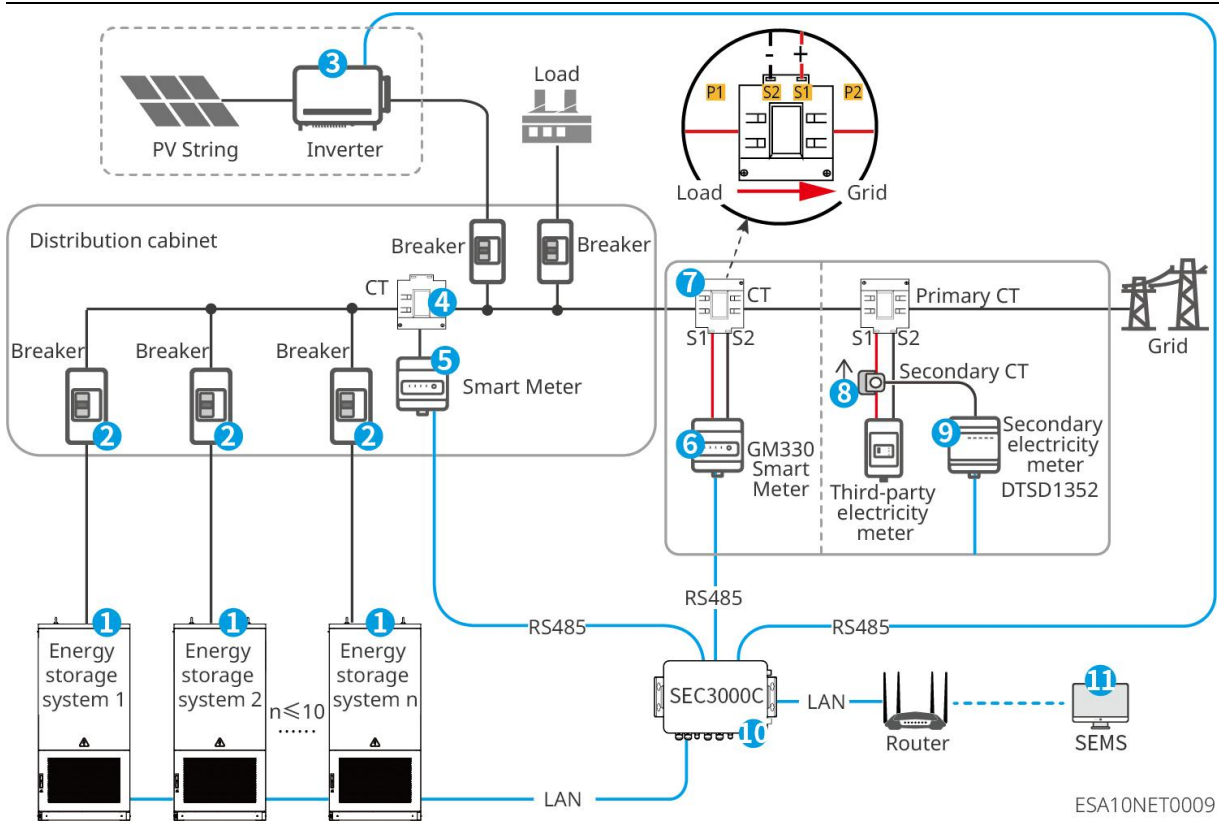 3
PV String
Inverter
Load
- +
P1 S2 S1 P2
Load Grid
Distribution cabinet
Breaker
Breaker
CT
4
7
CT
Primary CT
S1 S2
S1 S2
Grid
Breaker
Breaker
Breaker
2
2
2
5
Smart Meter
6
GM330
Smart
Meter
8
Secondary CT
Third-party
electricity
meter
9
Secondary
electricity
meter
DTSD1352
RS485
RS485
RS485
1
Energy
storage
system 1
1
Energy
storage
system 2
n≤10
......
1
Energy
storage
system n
SEC3000C
10
LAN
Router
11
SEMS
LAN
ESA10NET0009